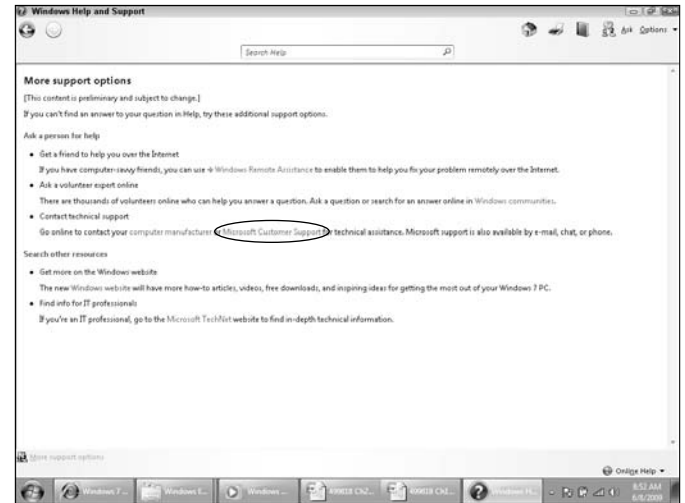 Windows Help and Support
Ask Options
Search Help
More support options
[This content is preliminary and subject to change.]
If you can't find an answer to your question in Help, try these additional support options.
Ask a person for help
• Get a friend to help you over the Internet
If you have computer-savvy friends, you can use Windows Remote Assistance to enable them to help you fix your problem remotely over the Internet.
• Ask a volunteer expert online
There are thousands of volunteers online who can help you answer a question. Ask a question or search for an answer online in Windows communities.
• Contact technical support
Go online to contact your computer manufacturer or Microsoft Customer Support for technical assistance. Microsoft support is also available by e-mail, chat, or phone.
Search other resources
• Get more on the Windows website
The new Windows website will have more how-to articles, videos, free downloads, and inspiring ideas for getting the most out of your Windows 7 PC.
• Find info for IT professionals
If you're an IT professional, go to the Microsoft TechNet website to find in-depth technical information.
More support options
Online Help
Windows 7 ... Windows E... Windows ... Windows H... 8:52 AM
6/8/2009